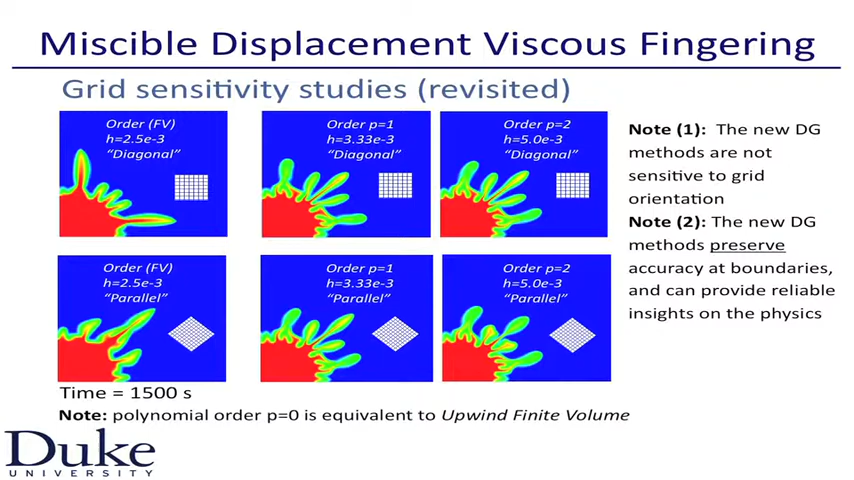 Miscible Displacement Viscous Fingering
Grid sensitivity studies (revisited)
Order (FV)
h=2.5e-3
“Diagonal”
Order p=1
h=3.33e-3
“Diagonal”
Order p=2
h=5.0e-3
“Diagonal”
Order (FV)
h=2.5e-3
“Parallel”
Order p=1
h=3.33e-3
“Parallel”
Order p=2
h=5.0e-3
“Parallel”
Note (1): The new DG
methods are not
sensitive to grid
orientation
Note (2): The new DG
methods preserve
accuracy at boundaries,
and can provide reliable
insights on the physics
Time = 1500 s
Note: polynomial order p=0 is equivalent to Upwind Finite Volume
Duke
UNIVERSITY